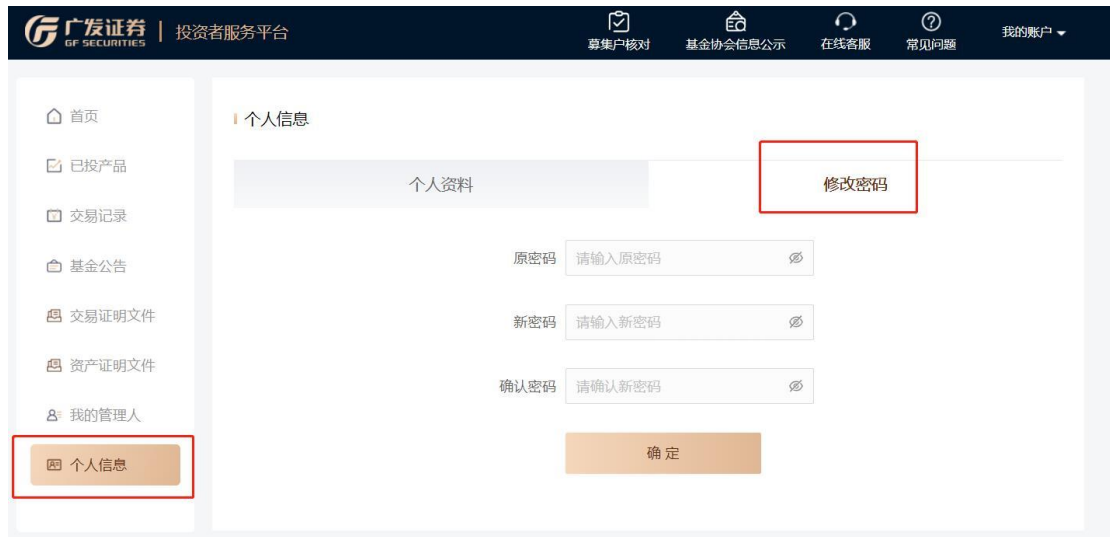 广发证券 | 投资者服务平台
GF SECURITIES
募集户核对
基金协会信息公示
在线客服
常见问题
我的账户
首页
已投产品
交易记录
基金公告
交易证明文件
资产证明文件
我的管理人
个人信息
个人信息
个人资料
修改密码
原密码 请输入原密码
新密码 请输入新密码
确认密码 请确认新密码
确定